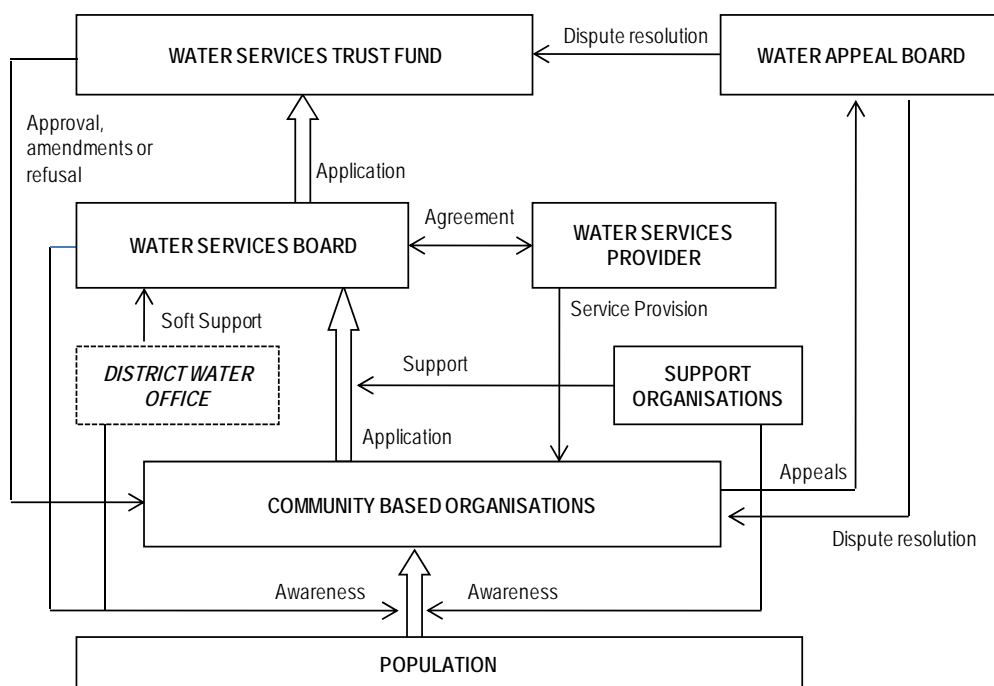 WATER SERVICES TRUST FUND
Dispute resolution
WATER APPEAL BOARD
Approval,
amendments or
refusal
Application
WATER SERVICES BOARD
Agreement
WATER SERVICES
PROVIDER
Soft Support
Service Provision
DISTRICT WATER
OFFICE
Support
SUPPORT
ORGANISATIONS
Application
COMMUNITY BASED ORGANISATIONS
Appeals
Dispute resolution
Awareness
Awareness
POPULATION